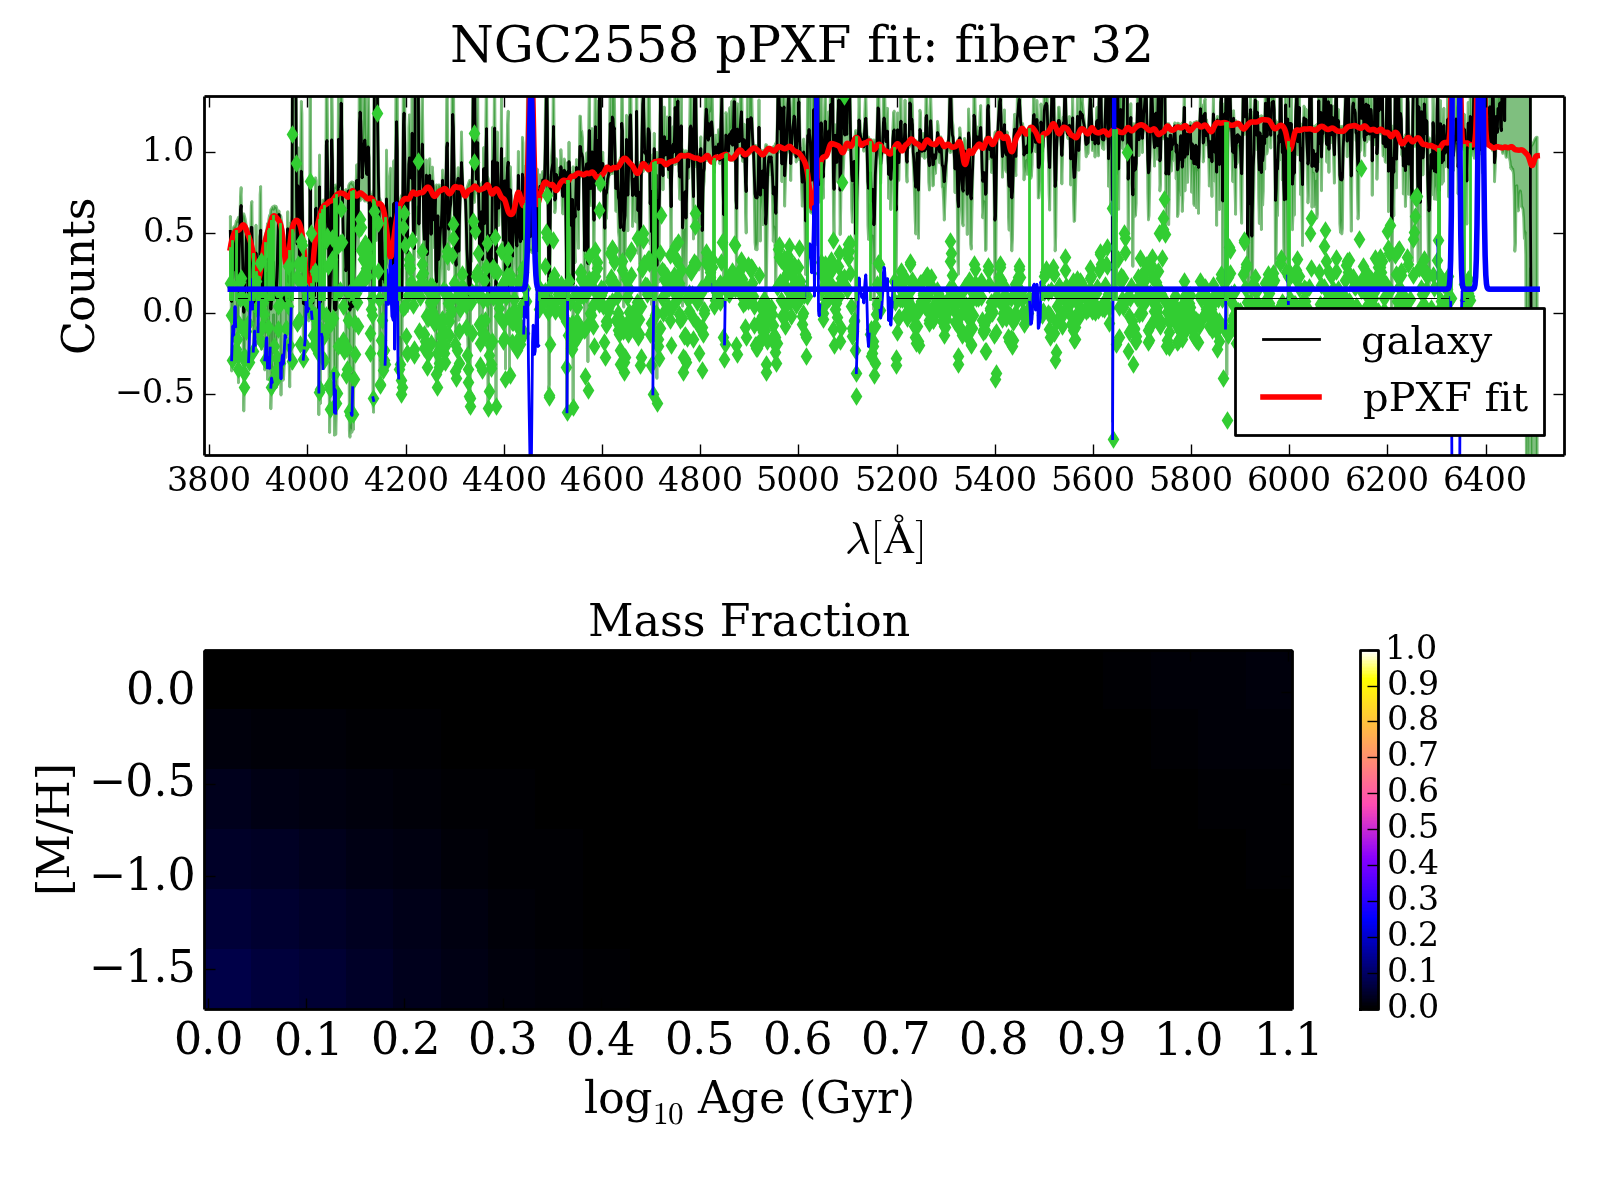 NGC2558 pPXF fit: fiber 32
Counts
1.0
0.5
0.0
−0.5
galaxy
pPXF fit
3800 4000 4200 4400 4600 4800 5000 5200 5400 5600 5800 6000 6200 6400
λ[Å]
Mass Fraction
[M/H]
0.0
−0.5
−1.0
−1.5
0.0 0.1 0.2 0.3 0.4 0.5 0.6 0.7 0.8 0.9 1.0 1.1
log₁₀ Age (Gyr)
1.0
0.9
0.8
0.7
0.6
0.5
0.4
0.3
0.2
0.1
0.0